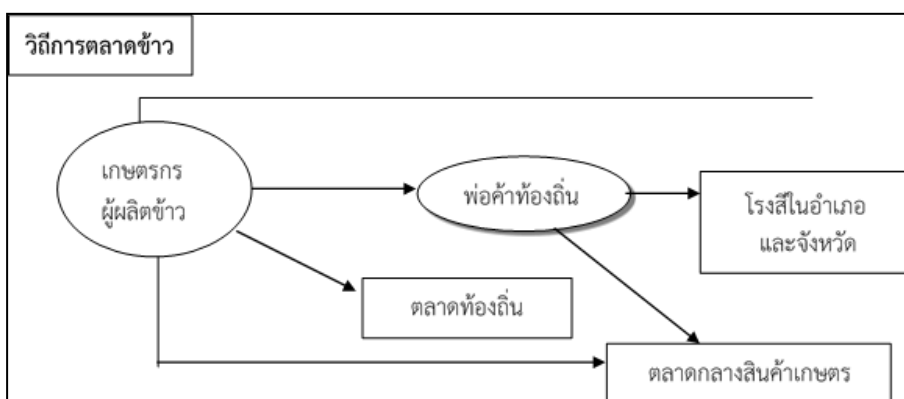 วิถีการตลาดข้าว
เกษตรกร
ผู้ผลิตข้าว
พ่อค้าท้องถิ่น
โรงสีในอำเภอ
และจังหวัด
ตลาดท้องถิ่น
ตลาดกลางสินค้าเกษตร